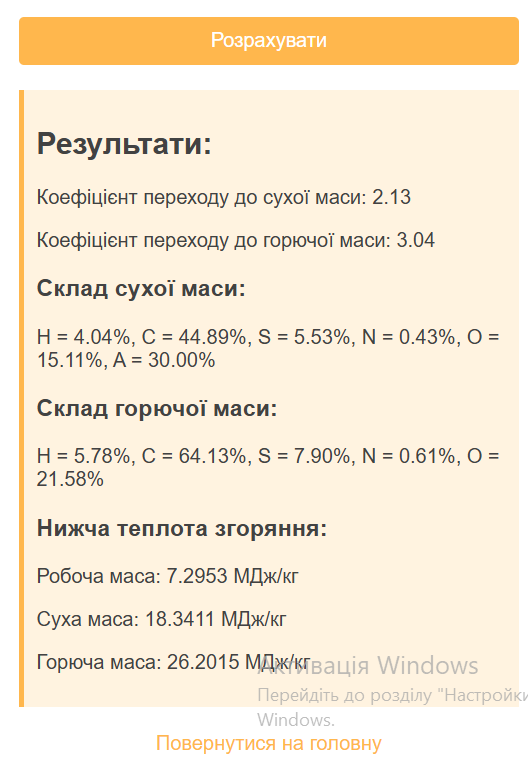 Розрахувати
Результати:
Коефіцієнт переходу до сухої маси: 2.13
Коефіцієнт переходу до горючої маси: 3.04
Склад сухої маси:
H = 4.04%, C = 44.89%, S = 5.53%, N = 0.43%, O =
15.11%, A = 30.00%
Склад горючої маси:
H = 5.78%, C = 64.13%, S = 7.90%, N = 0.61%, O =
21.58%
Нижча теплота згоряння:
Робоча маса: 7.2953 МДж/кг
Суха маса: 18.3411 МДж/кг
Горюча маса: 26.2015 МДж/кг
Активація Windows
Перейдіть до розділу "Настройки
Windows.
Повернутися на головну